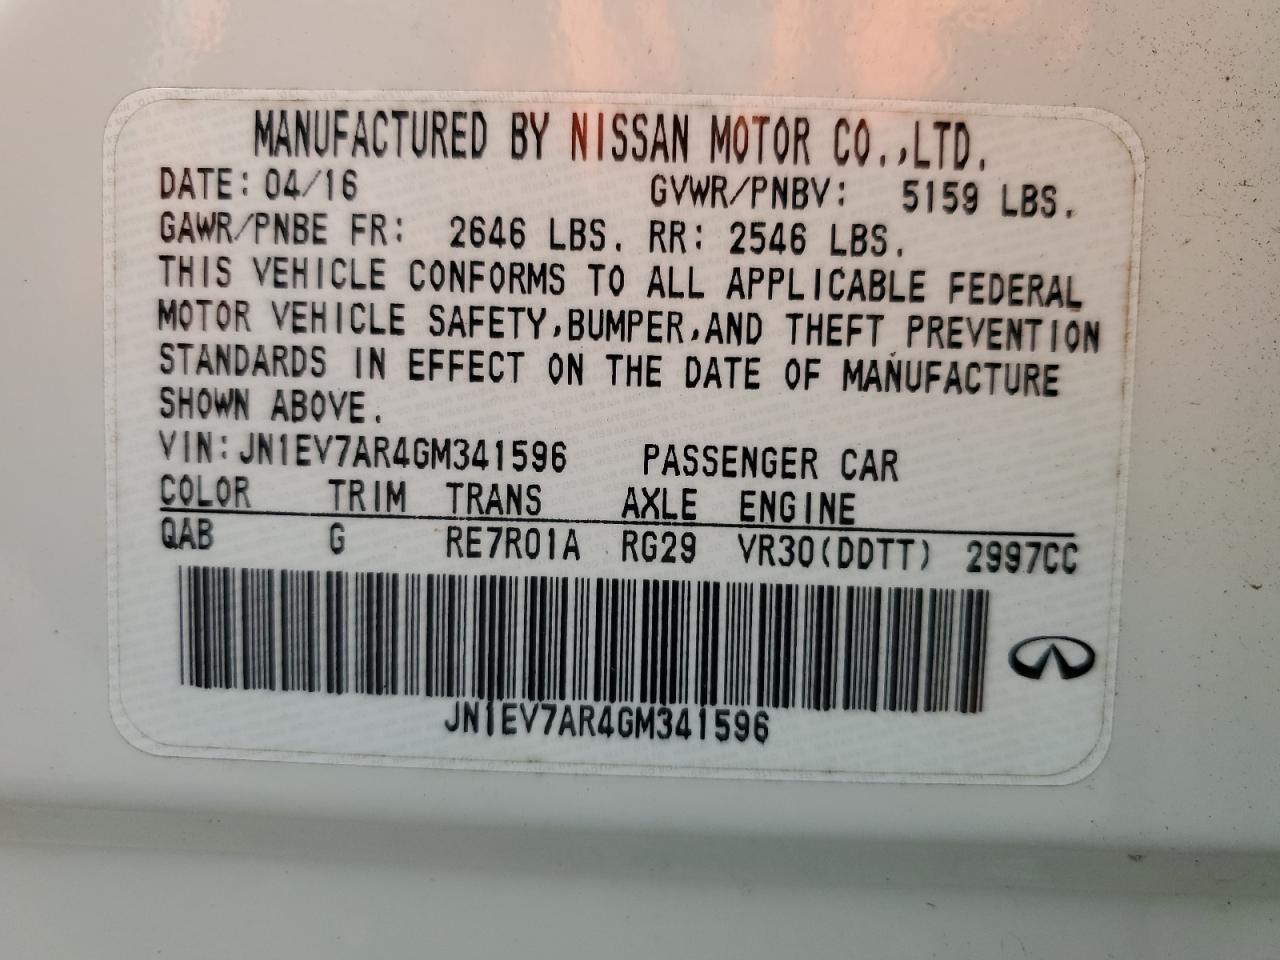 MANUFACTURED BY NISSAN MOTOR CO.,LTD.
DATE: 04/16 GVWR/PNBV: 5159 LBS.
GAWR/PNBE FR: 2646 LBS. RR: 2546 LBS.
THIS VEHICLE CONFORMS TO ALL APPLICABLE FEDERAL
MOTOR VEHICLE SAFETY,BUMPER,AND THEFT PREVENTION
STANDARDS IN EFFECT ON THE DATE OF MANUFACTURE
SHOWN ABOVE.
VIN:JN1EV7AR4GM341596 PASSENGER CAR
COLOR TRIM TRANS AXLE ENGINE
QAB G RE7R01A RG29 VR30(DDTT) 2997CC
JN1EV7AR4GM341596